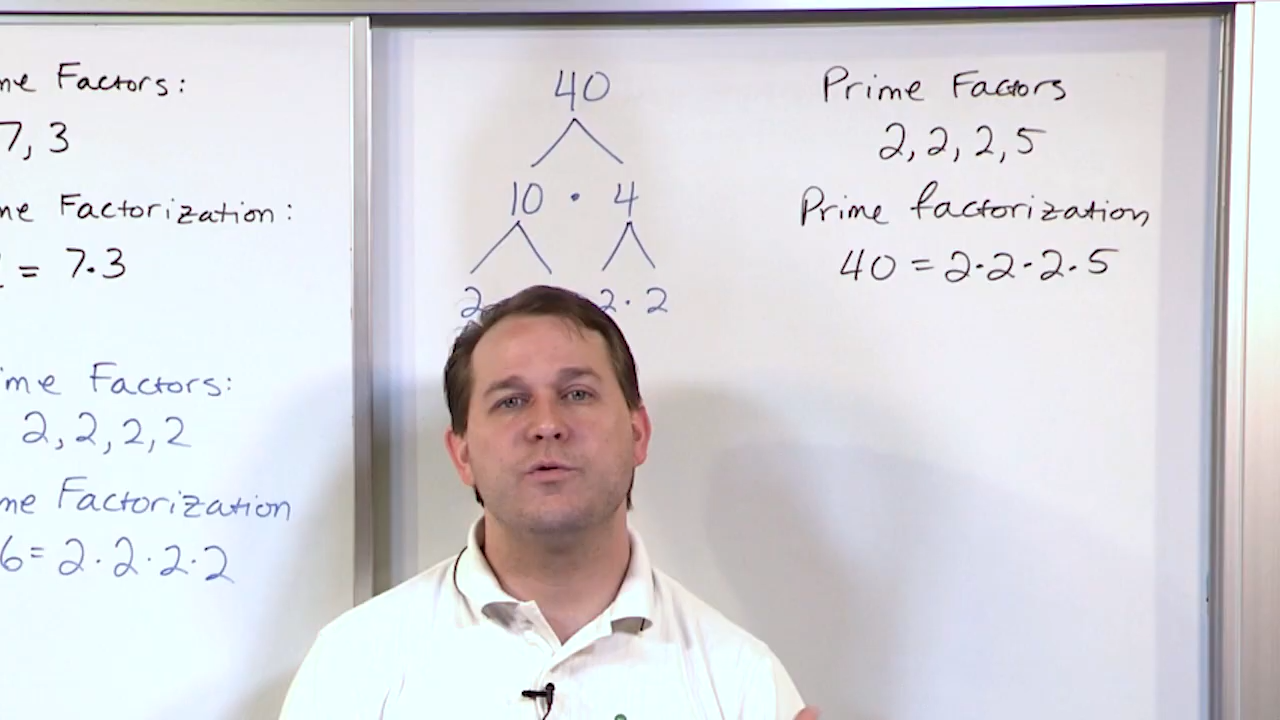 me Factors:
7, 3
me Factorization:
= 7·3
ime Factors:
2, 2, 2, 2
me Factorization
6 = 2·2·2·2
40
10 · 4
2 2 · 2
Prime Factors
2, 2, 2, 5
Prime factorization
40 = 2·2·2·5